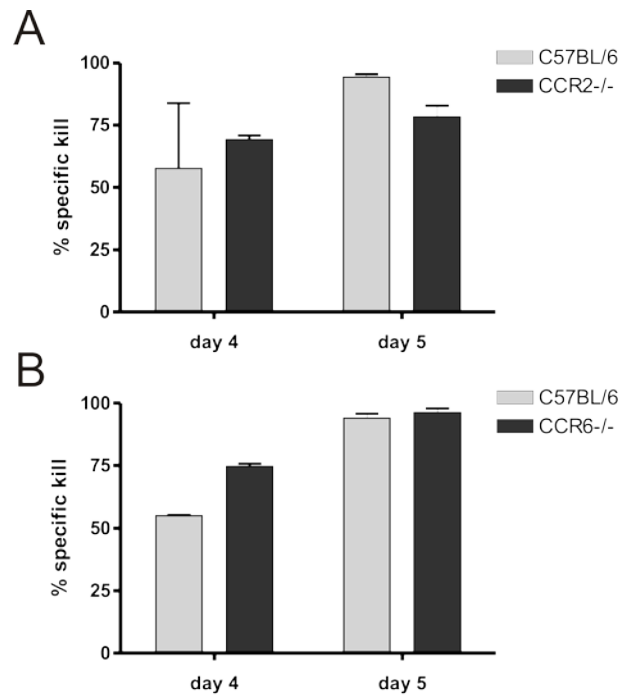 A
C57BL/6
CCR2-/-
% specific kill
100
75
50
25
0
day 4
day 5
B
C57BL/6
CCR6-/-
% specific kill
100
75
50
25
0
day 4
day 5